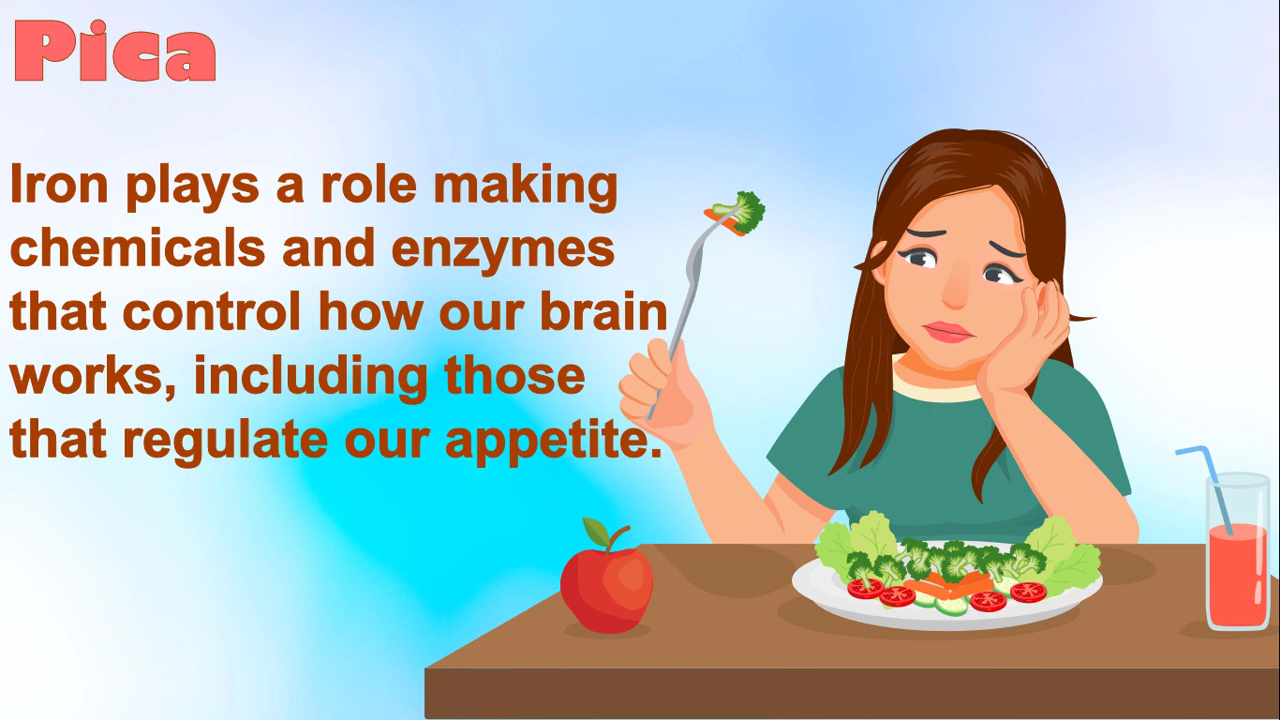 Pica
Iron plays a role making
chemicals and enzymes
that control how our brain
works, including those
that regulate our appetite.